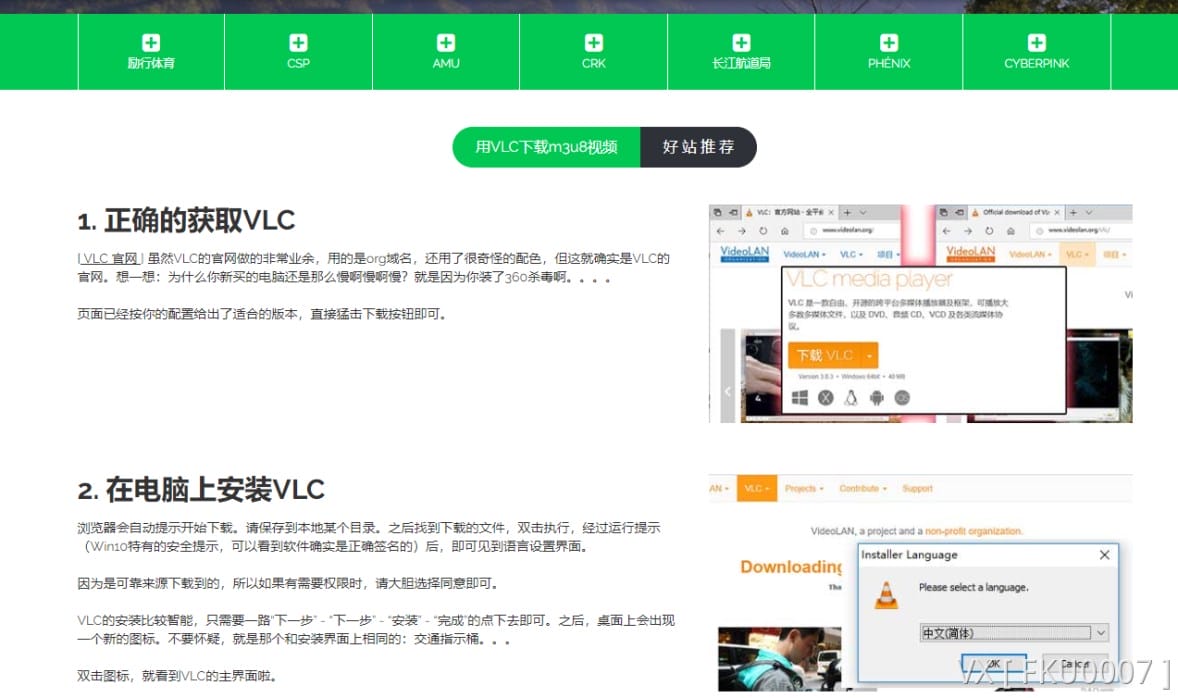 励行体育
CSP
AMU
CRK
长江航道局
PHÉNIX
CYBERPINK
用VLC下载m3u8视频
好 站 推 荐
1. 正确的获取VLC
[ VLC 官网 ] 虽然VLC的官网做的非常业余，用的是org域名，还用了很奇怪的配色，但这就确实是VLC的
官网。想一想：为什么你新买的电脑还是那么慢啊慢啊慢？就是因为你装了360杀毒啊。。。。
页面已经按你的配置给出了适合的版本，直接猛击下载按钮即可。
VLC：官方网站 - 全平台
Official download of VL
www.videolan.org/
www.videolan.org/vlc/
VideoLAN
ORGANIZATION
VideoLAN
VLC
项目
VideoLAN
ORGANIZATION
VideoLAN
VLC
项目
VLC media player
VLC 是一款自由、开源的跨平台多媒体播放器及框架，可播放大
多数多媒体文件，以及 DVD、音频 CD、VCD 及各类流媒体协
议。
下载 VLC
Version 3.0.3 • Windows 64bit • 40 MB
2. 在电脑上安装VLC
浏览器会自动提示开始下载。请保存到本地某个目录。之后找到下载的文件，双击执行，经过运行提示
（Win10特有的安全提示，可以看到软件确实是正确签名的）后，即可见到语言设置界面。
因为是可靠来源下载到的，所以如果有需要权限时，请大胆选择同意即可。
VLC的安装比较智能，只需要一路“下一步” - “下一步” - “安装” - “完成”的点下去即可。之后，桌面上会出现
一个新的图标。不要怀疑，就是那个和安装界面上相同的：交通指示桶。。。
双击图标，就看到VLC的主界面啦。
AN
VLC
Projects
Contribute
Support
VideoLAN, a project and a non-profit organization.
Downloading
Installer Language
Please select a language.
中文(简体)
OK
Cancel
VX [ FKU0007 ]